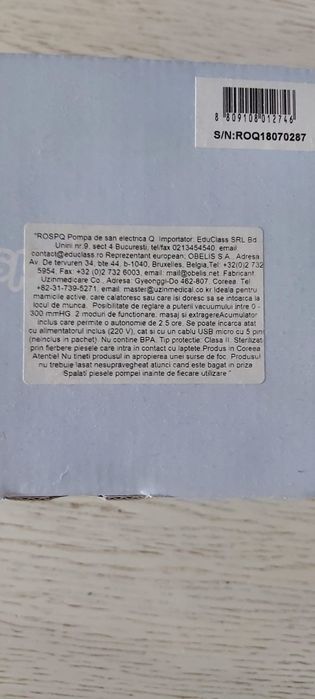 8 809108 012746
S/N:ROQ18070287
"ROSPQ Pompa de san electrica Q. Importator: EduClass SRL Bd
Unirii nr.9, sect 4 Bucuresti, tel/fax 0213454540, email
contact@educlass.ro Reprezentant european: OBELIS S.A., Adresa
Av. De tervuren 34, bte 44, b-1040, Bruxelles, Belgia,Tel: +32(0)2 732
5954; Fax: +32 (0)2 732 6003, email: mail@obelis.net. Fabricant
Uzinmedicare Co., Adresa: Gyeonggi-Do 462-807, Coreea. Tel
+82-31-739-5271, email: master@uzinmedical.co.kr Ideala pentru
mamicile active, care calatoresc sau care isi doresc sa se intoarca la
locul de munca. Posibilitate de reglare a puterii vacuumului intre 0 –
300 mmHG. 2 moduri de functionare: masaj si extragereAcumulator
inclus care permite o autonomie de 2.5 ore. Se poate incarca atat
cu alimentatorul inclus (220 V), cat si cu un cablu USB micro cu 5 pini
(neinclus in pachet). Nu contine BPA. Tip protectie: Clasa II. Sterilizati
prin fierbere piesele care intra in contact cu laptele.Produs in Coreea
Atentie! Nu tineti produsul in apropierea unei surse de foc. Produsul
nu trebuie lasat nesupravegheat atunci cand este bagat in priza
Spalati piesele pompei inainte de fiecare utilizare."